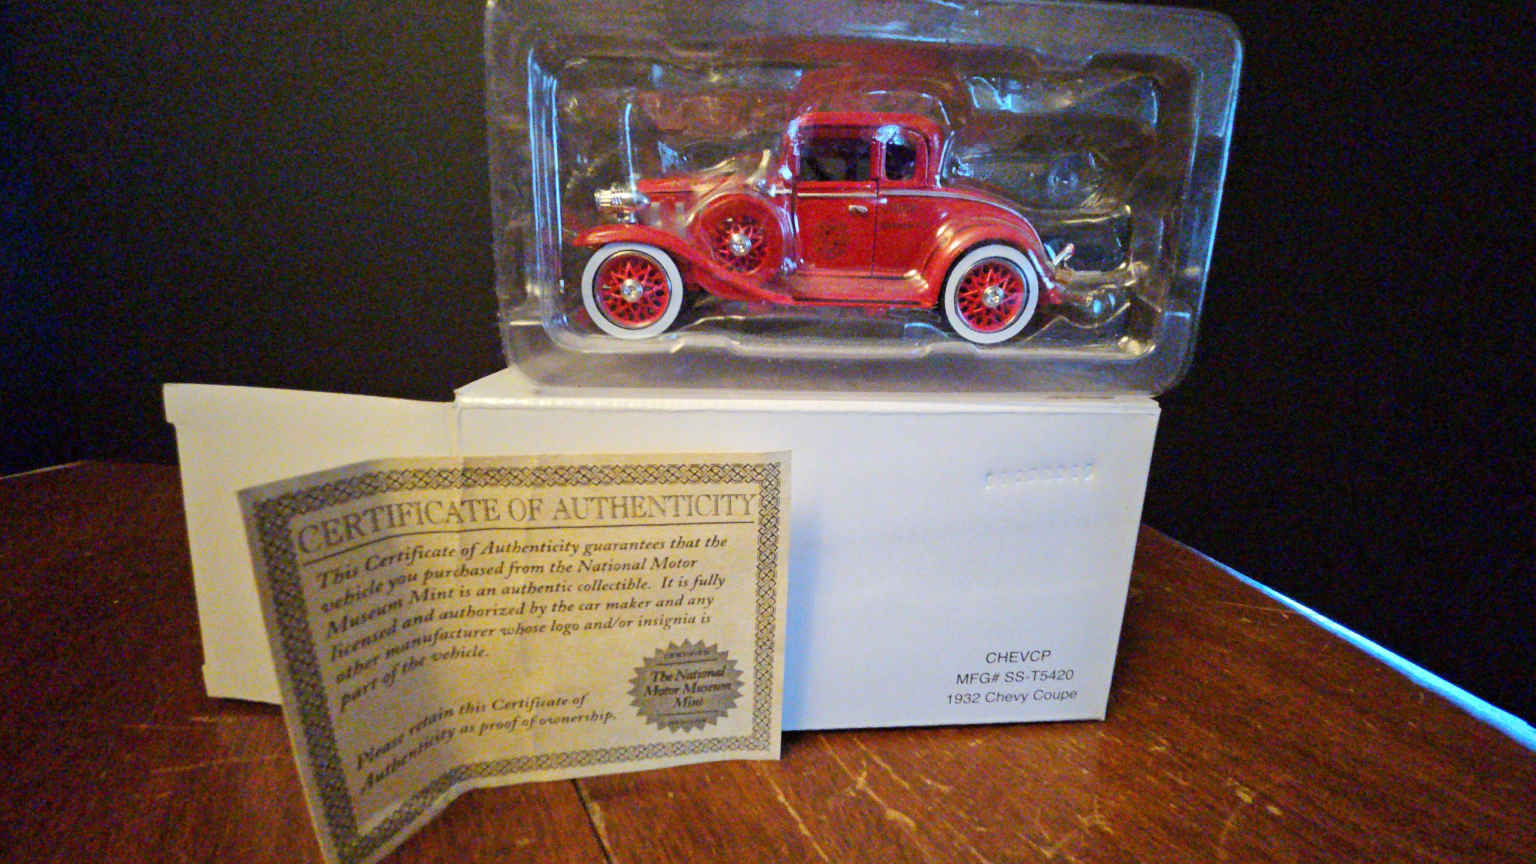 CERTIFICATE OF AUTHENTICITY
This Certificate of Authenticity guarantees that the
vehicle you purchased from the National Motor
Museum Mint is an authentic collectible. It is fully
licensed and authorized by the car maker and any
other manufacturer whose logo and/or insignia is
part of the vehicle.
Please retain this Certificate of
Authenticity as proof of ownership.
The National
Motor Museum
Mint
CHEVCP
MFG# SS-T5420
1932 Chevy Coupe